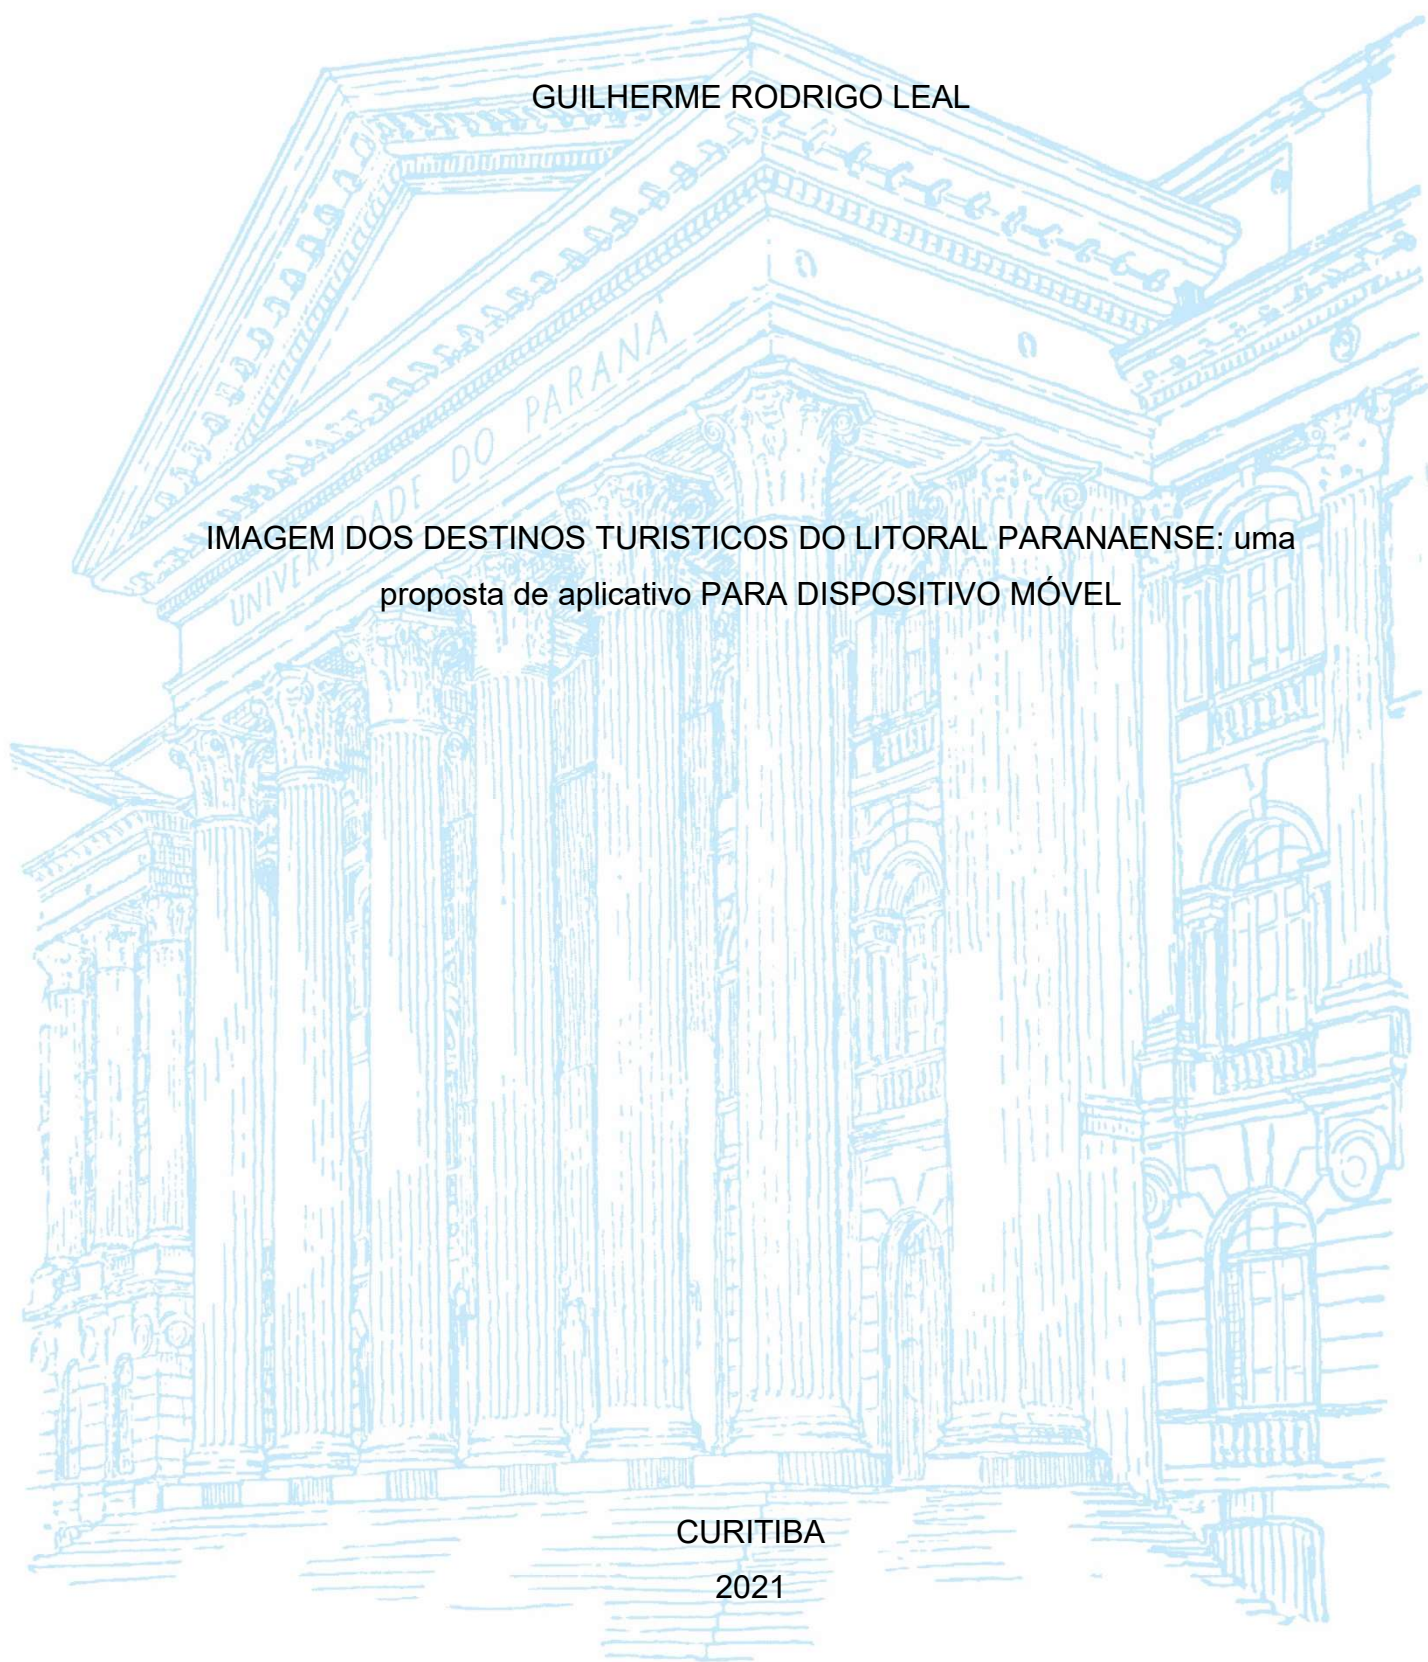 GUILHERME RODRIGO LEAL
UNIVERSIDADE DO PARANÁ
IMAGEM DOS DESTINOS TURISTICOS DO LITORAL PARANAENSE: uma
proposta de aplicativo PARA DISPOSITIVO MÓVEL
CURITIBA
2021